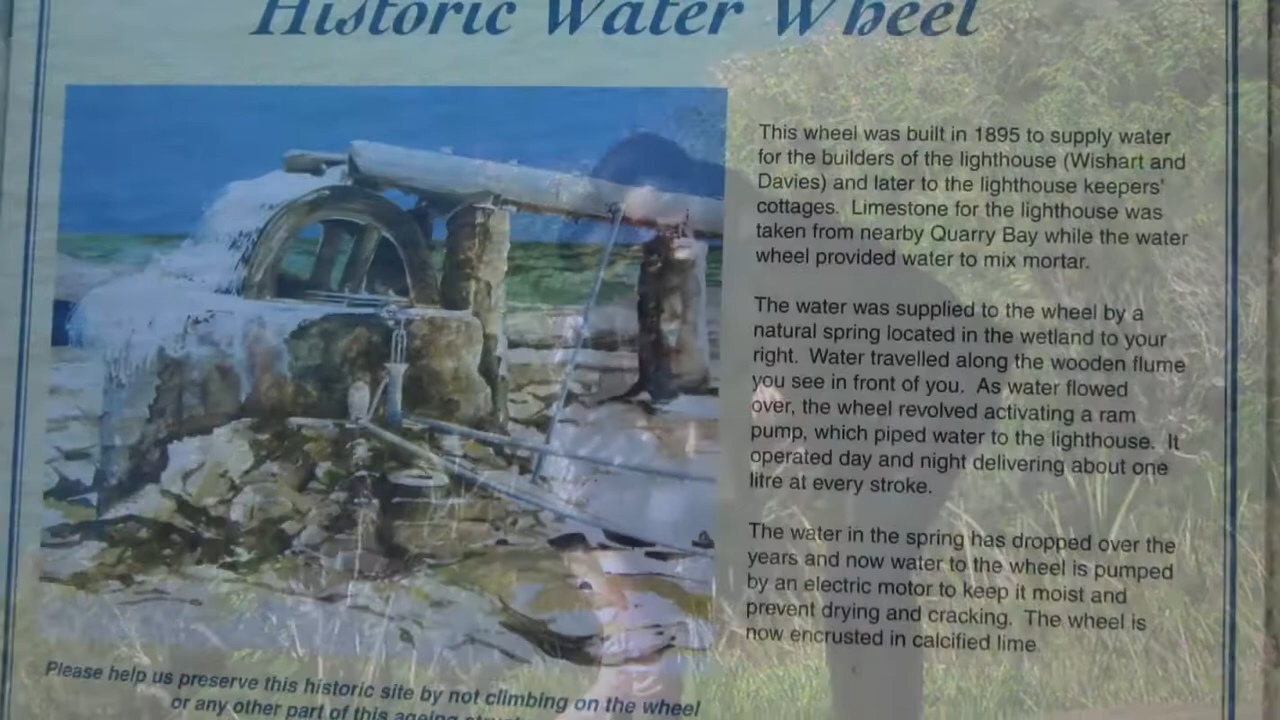 Historic Water Wheel
This wheel was built in 1895 to supply water
for the builders of the lighthouse (Wishart and
Davies) and later to the lighthouse keepers'
cottages. Limestone for the lighthouse was
taken from nearby Quarry Bay while the water
wheel provided water to mix mortar.
The water was supplied to the wheel by a
natural spring located in the wetland to your
right. Water travelled along the wooden flume
you see in front of you. As water flowed
over, the wheel revolved activating a ram
pump, which piped water to the lighthouse. It
operated day and night delivering about one
litre at every stroke.
The water in the spring has dropped over the
years and now water to the wheel is pumped
by an electric motor to keep it moist and
prevent drying and cracking. The wheel is
now encrusted in calcified lime.
Please help us preserve this historic site by not climbing on the wheel
or any other part of this ageing